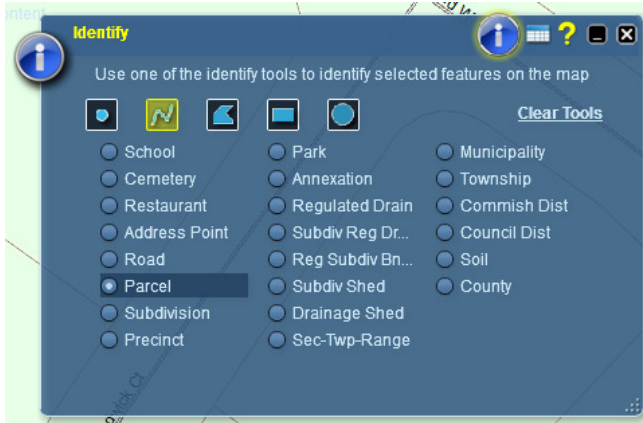 Identify
?
Use one of the identify tools to identify selected features on the map
Clear Tools
School
Park
Municipality
Cemetery
Annexation
Township
Restaurant
Regulated Drain
Commish Dist
Address Point
Subdiv Reg Dr...
Council Dist
Road
Reg Subdiv Bn...
Soil
Parcel
Subdiv Shed
County
Subdivision
Drainage Shed
Precinct
Sec-Twp-Range